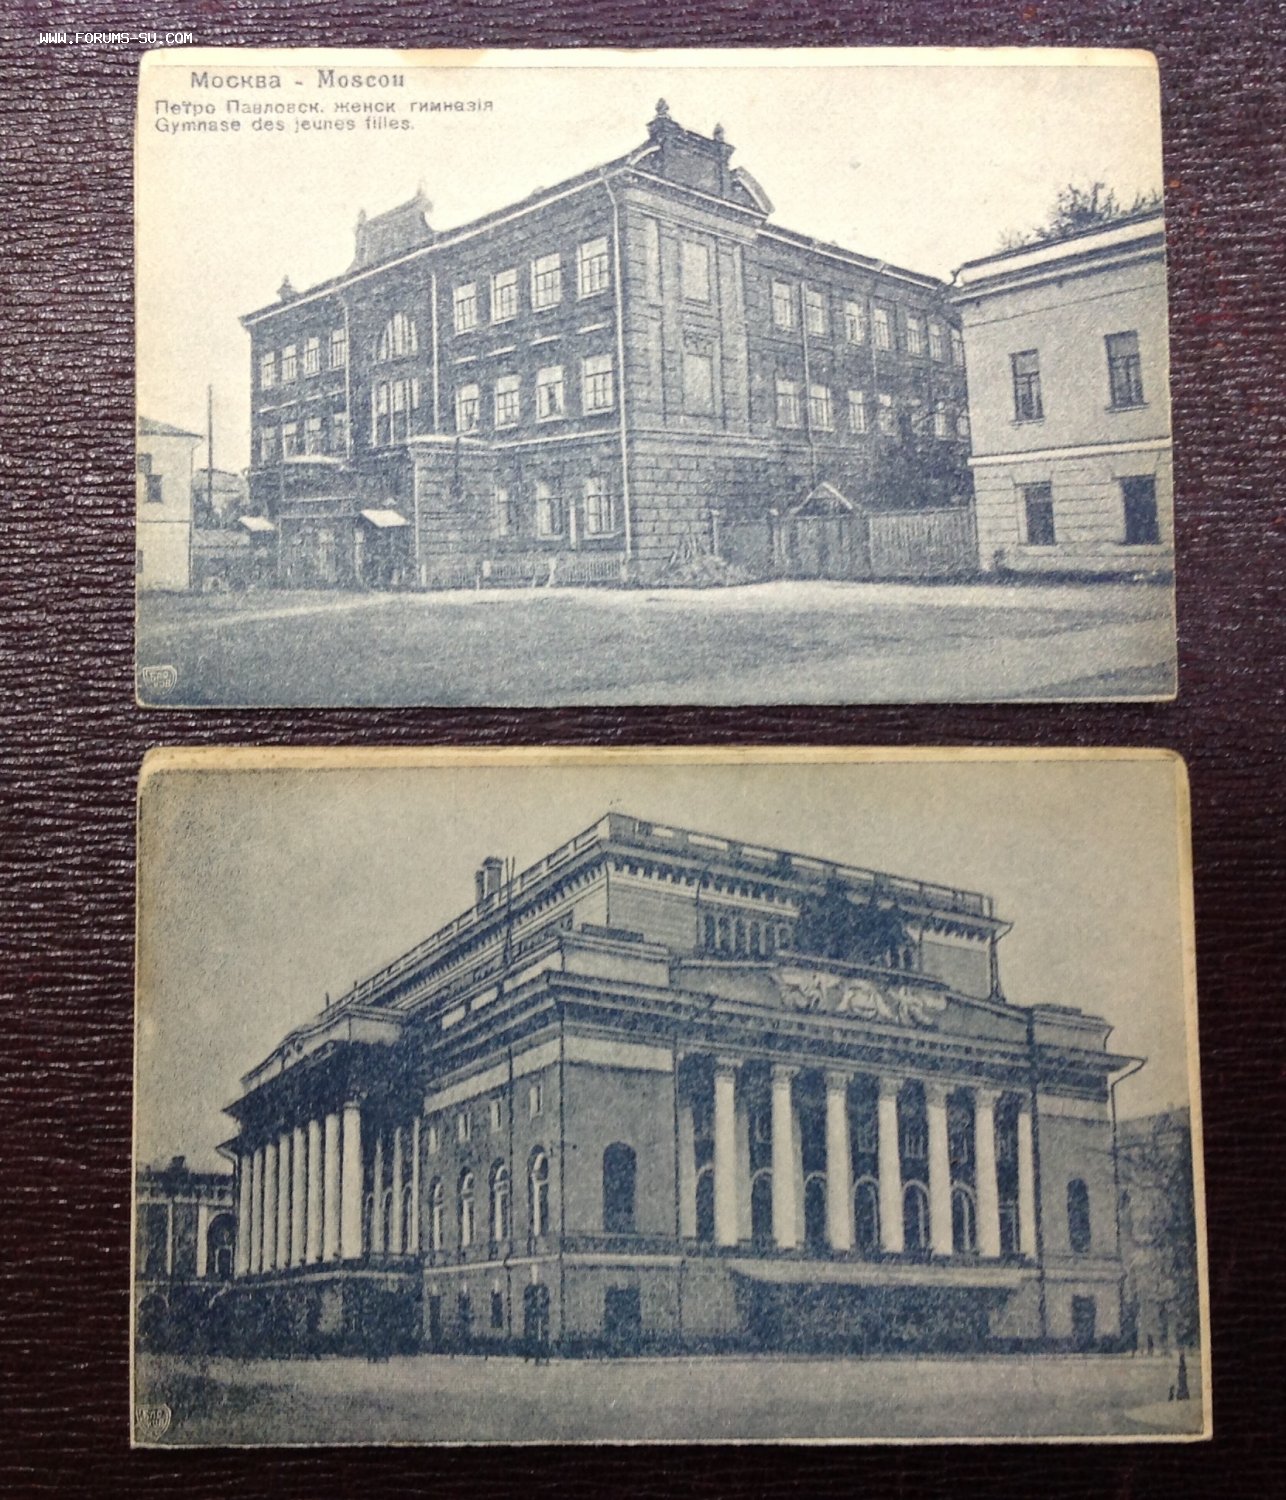 WWW.FORUMS-SU.COM
Москва - Moscou
Петро Павловск. женск гимназія
Gymnase des jeunes filles.